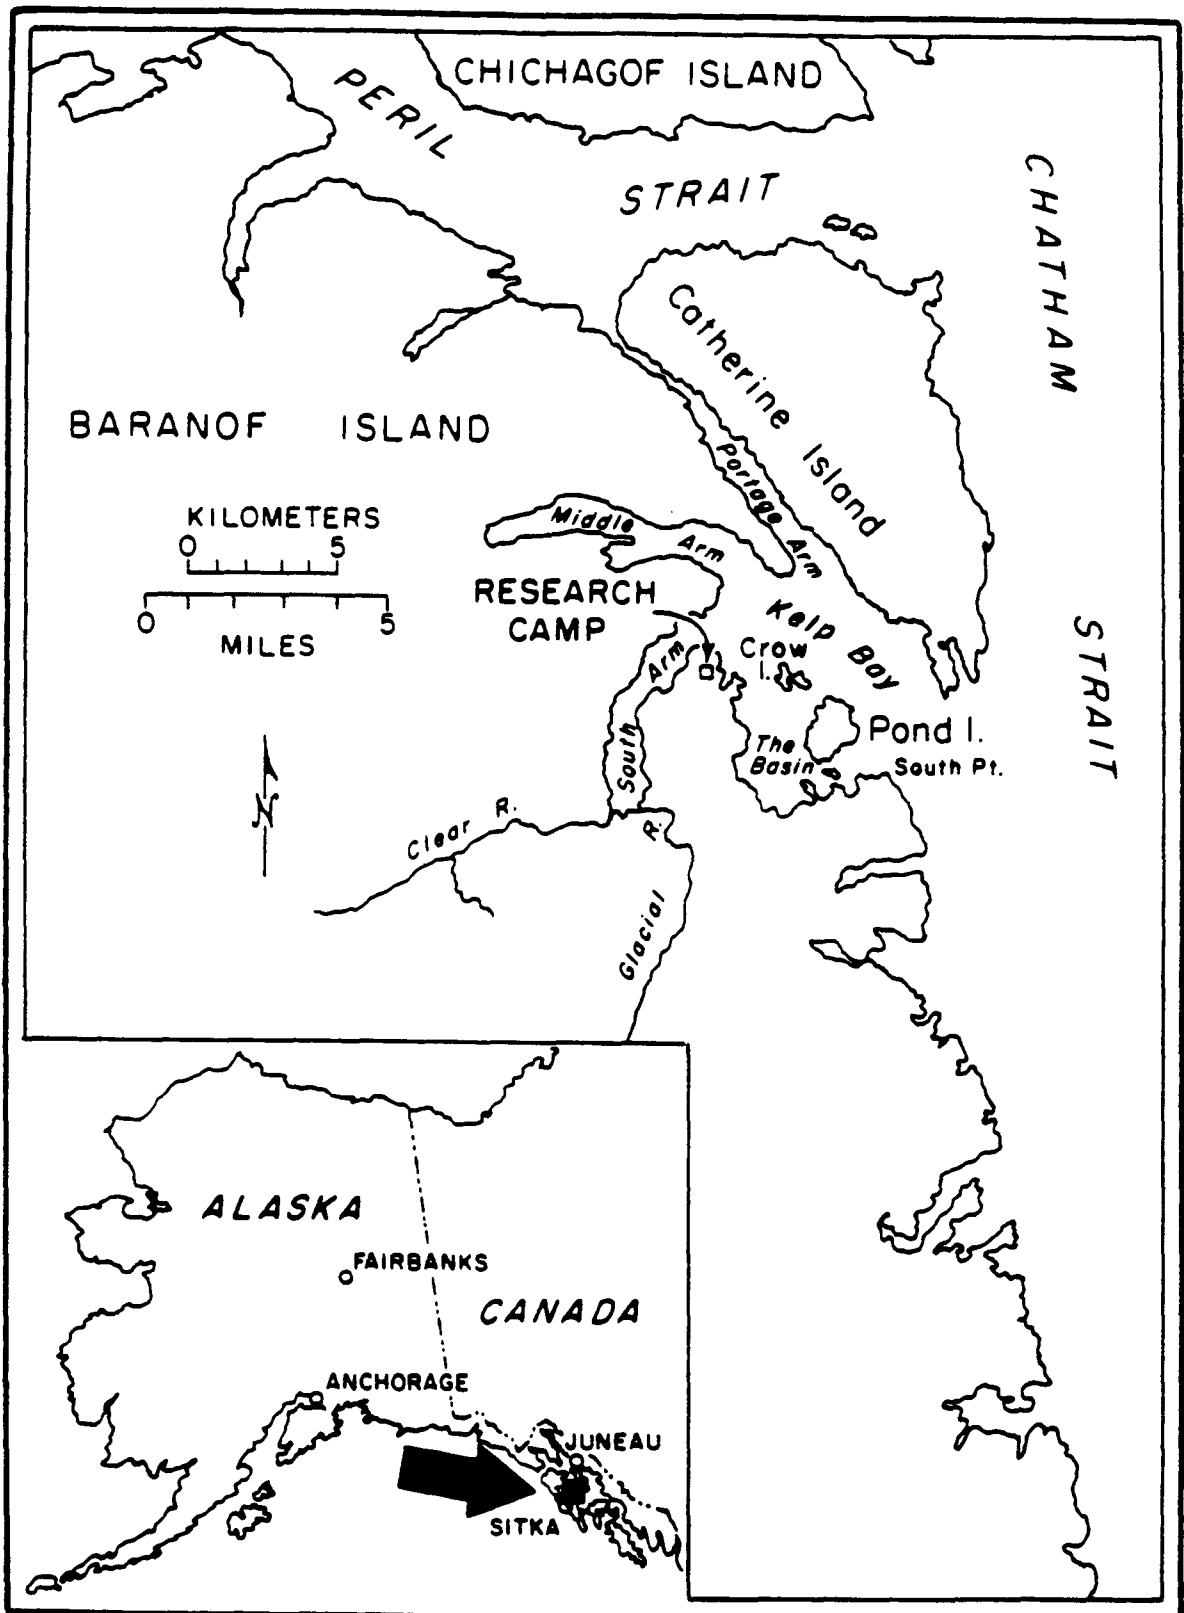 CHICHAGOF ISLAND
PERIL
STRAIT
CHATHAM
STRAIT
Catherine Island
BARANOF ISLAND
Portage Arm
KILOMETERS
0 5
0 5
MILES
Middle Arm
RESEARCH
CAMP
Kelp Bay
Crow
I.
South Arm
Pond I.
The
Basin
South Pt.
N
Clear R.
Glacial R.
ALASKA
FAIRBANKS
CANADA
ANCHORAGE
JUNEAU
SITKA